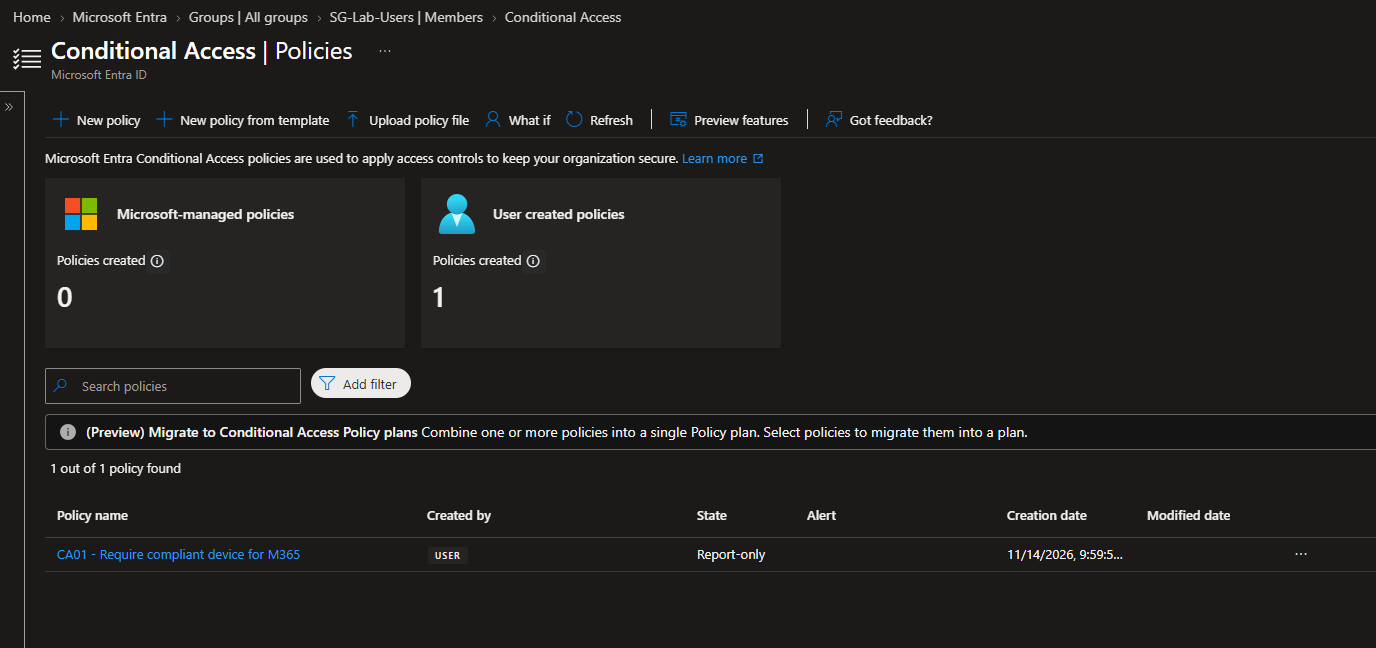 Home > Microsoft Entra > Groups | All groups > SG-Lab-Users | Members > Conditional Access
Conditional Access | Policies ...
Microsoft Entra ID
»
New policy New policy from template Upload policy file What if Refresh Preview features Got feedback?
Microsoft Entra Conditional Access policies are used to apply access controls to keep your organization secure. Learn more
Microsoft-managed policies
Policies created
0
User created policies
Policies created
1
Search policies
Add filter
(Preview) Migrate to Conditional Access Policy plans Combine one or more policies into a single Policy plan. Select policies to migrate them into a plan.
1 out of 1 policy found
Policy name Created by State Alert Creation date Modified date
CA01 - Require compliant device for M365 USER Report-only 11/14/2026, 9:59:5... ...